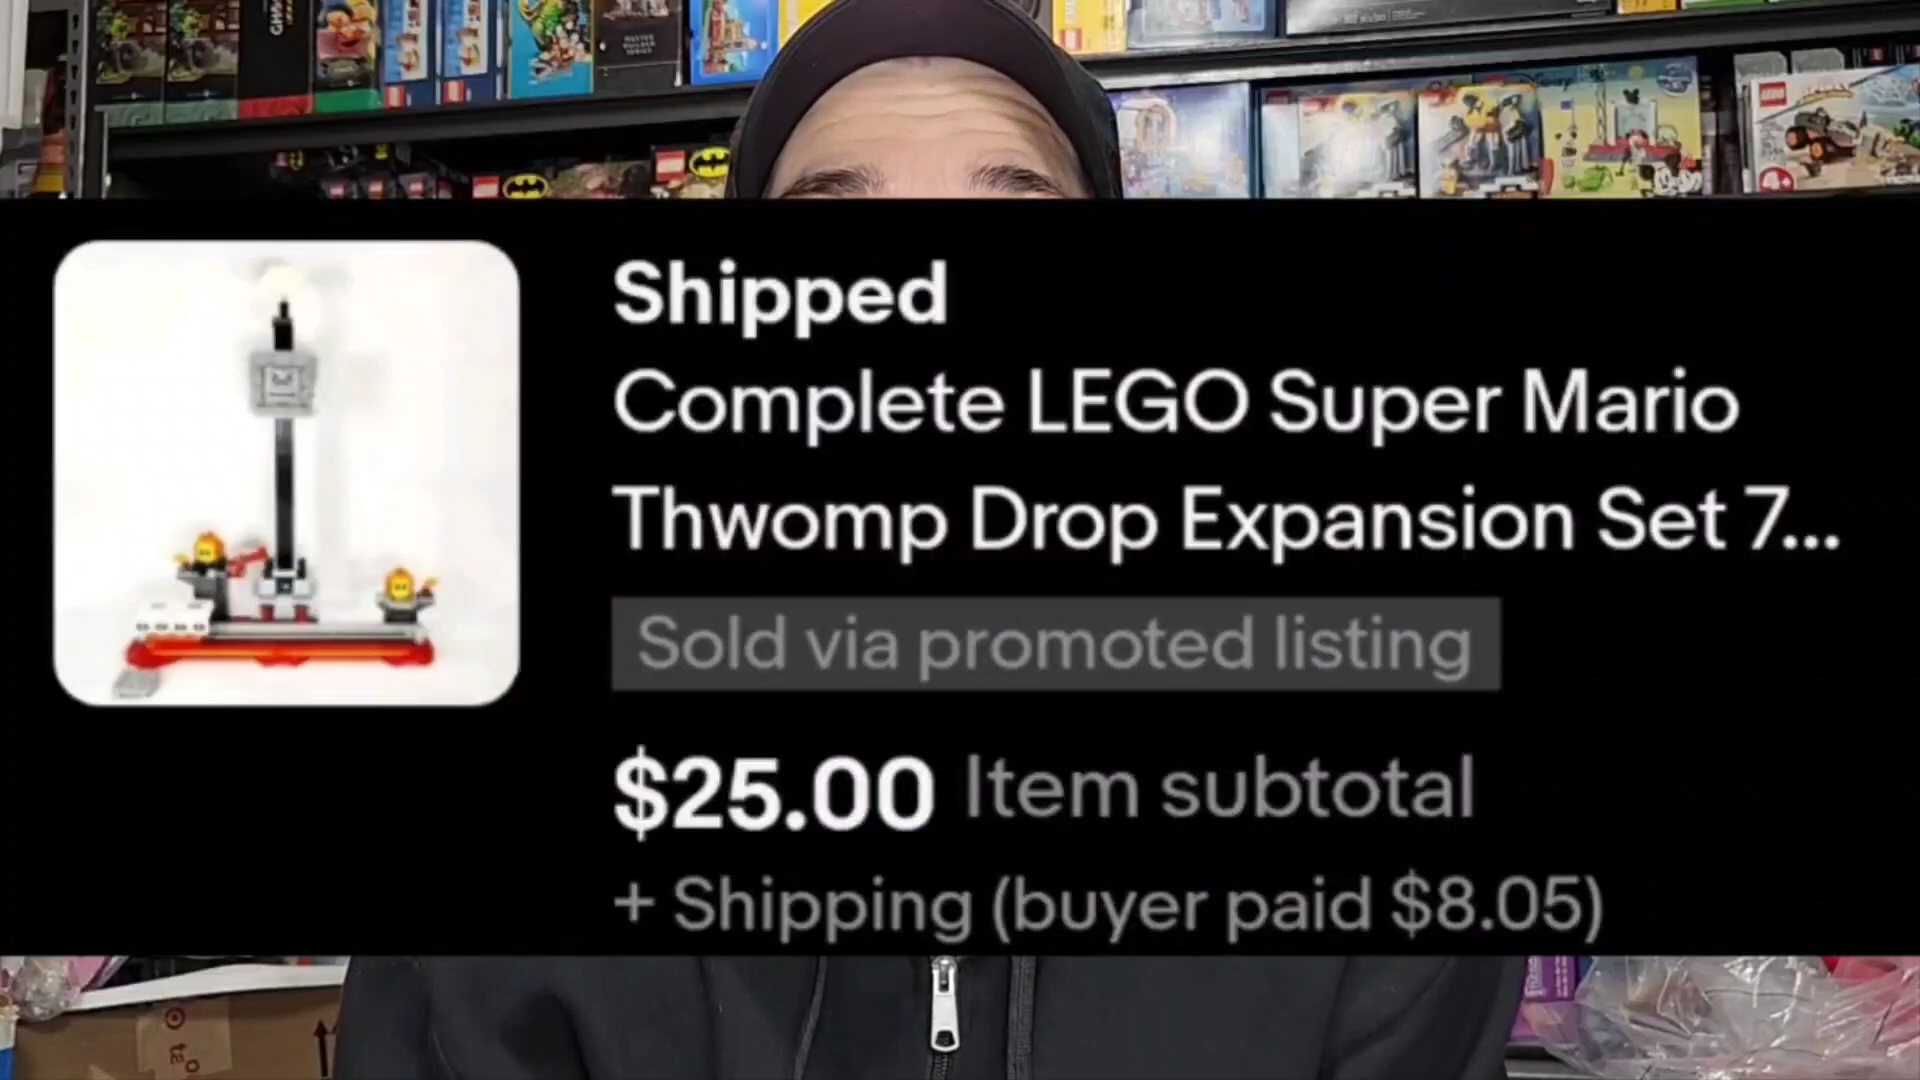 Shipped
Complete LEGO Super Mario
Thwomp Drop Expansion Set 7...
Sold via promoted listing
$25.00 Item subtotal
+ Shipping (buyer paid $8.05)